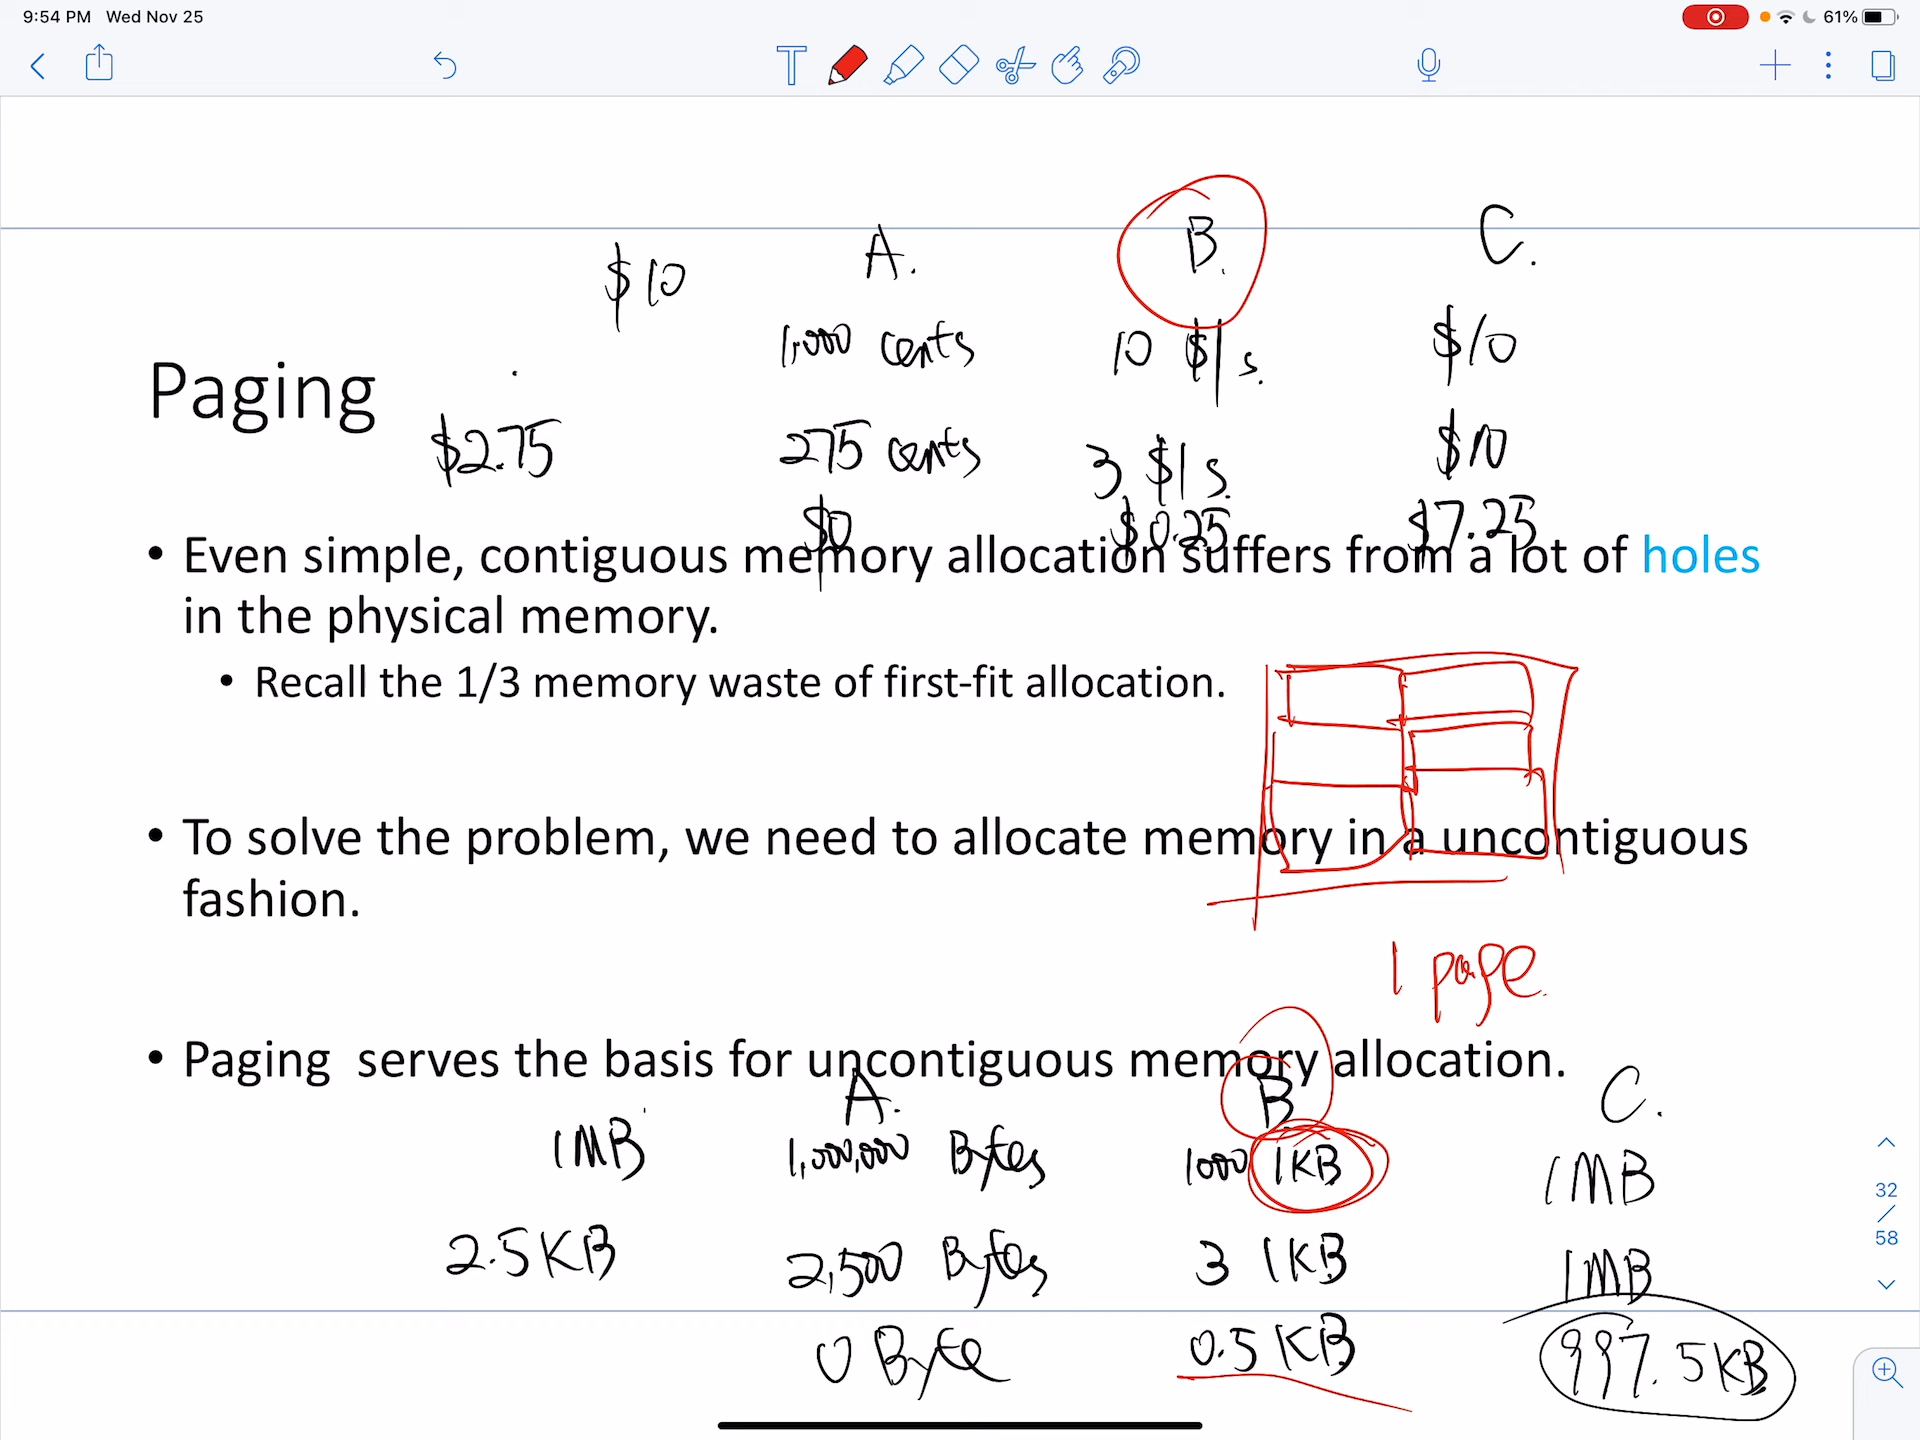 9:54 PM Wed Nov 25
61%
A.
B.
C.
$10
1,000 cents
10 $1s.
$10
Paging
$2.75
275 cents
3 $1s.
$10
$0
$0.25
$7.25
• Even simple, contiguous memory allocation suffers from a lot of holes
in the physical memory.
• Recall the 1/3 memory waste of first-fit allocation.
• To solve the problem, we need to allocate memory in a uncontiguous
fashion.
1 page.
• Paging serves the basis for uncontiguous memory allocation.
A.
B.
C.
1MB
1,000,000 Bytes
1000 1KB
1MB
32
/
58
2.5KB
2,500 Bytes
3 1KB
1MB
0 Byte
0.5 KB
997.5KB